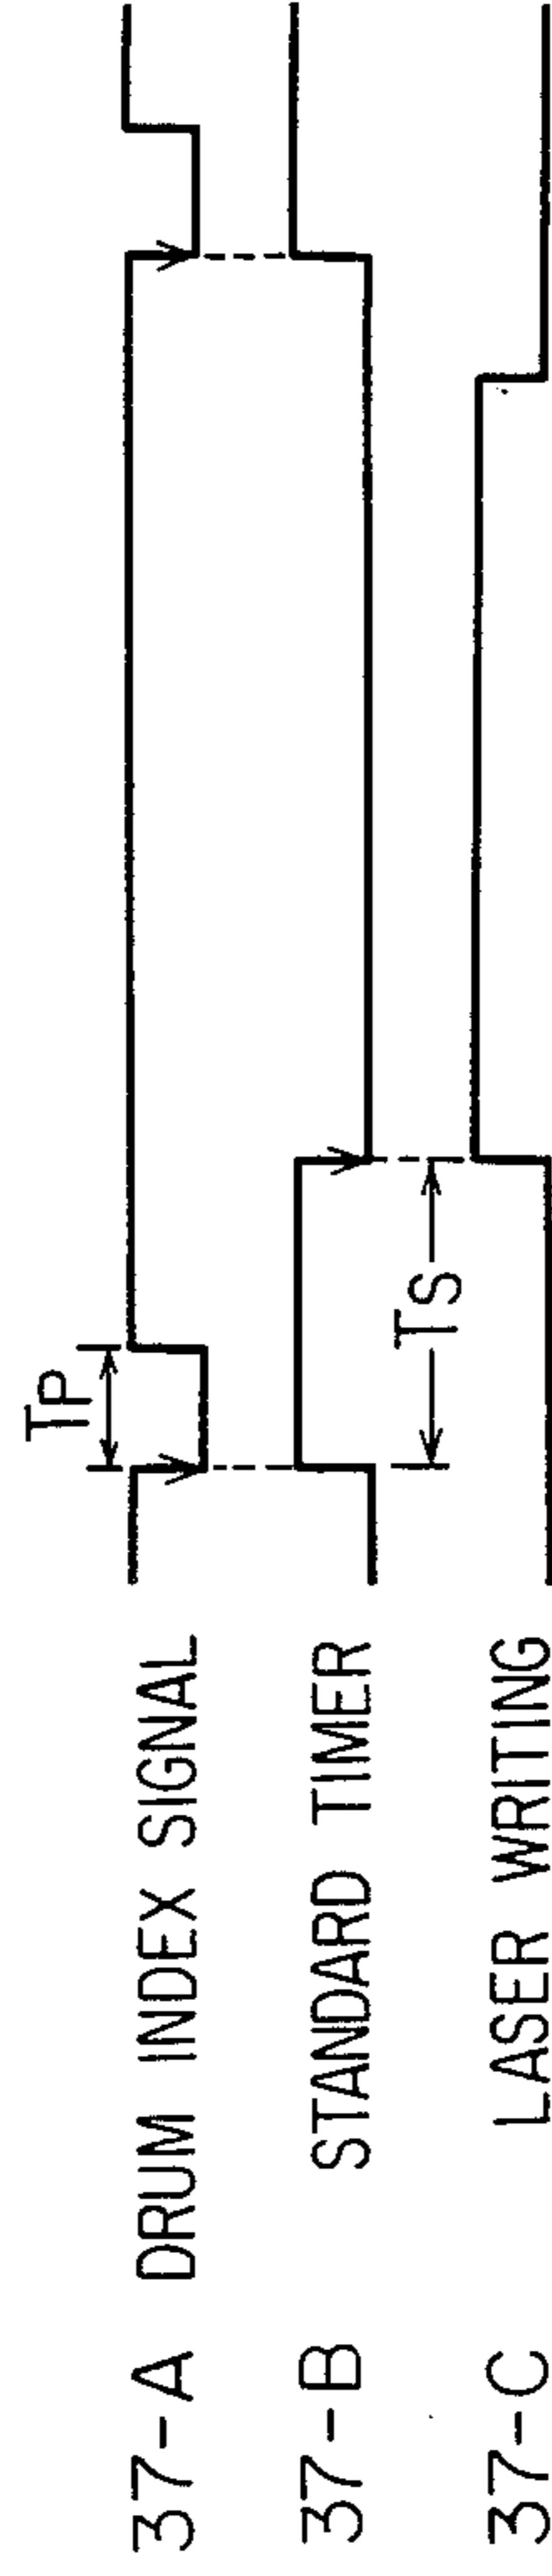 TP
37-A DRUM INDEX SIGNAL
37-B STANDARD TIMER
TS
37-C LASER WRITING